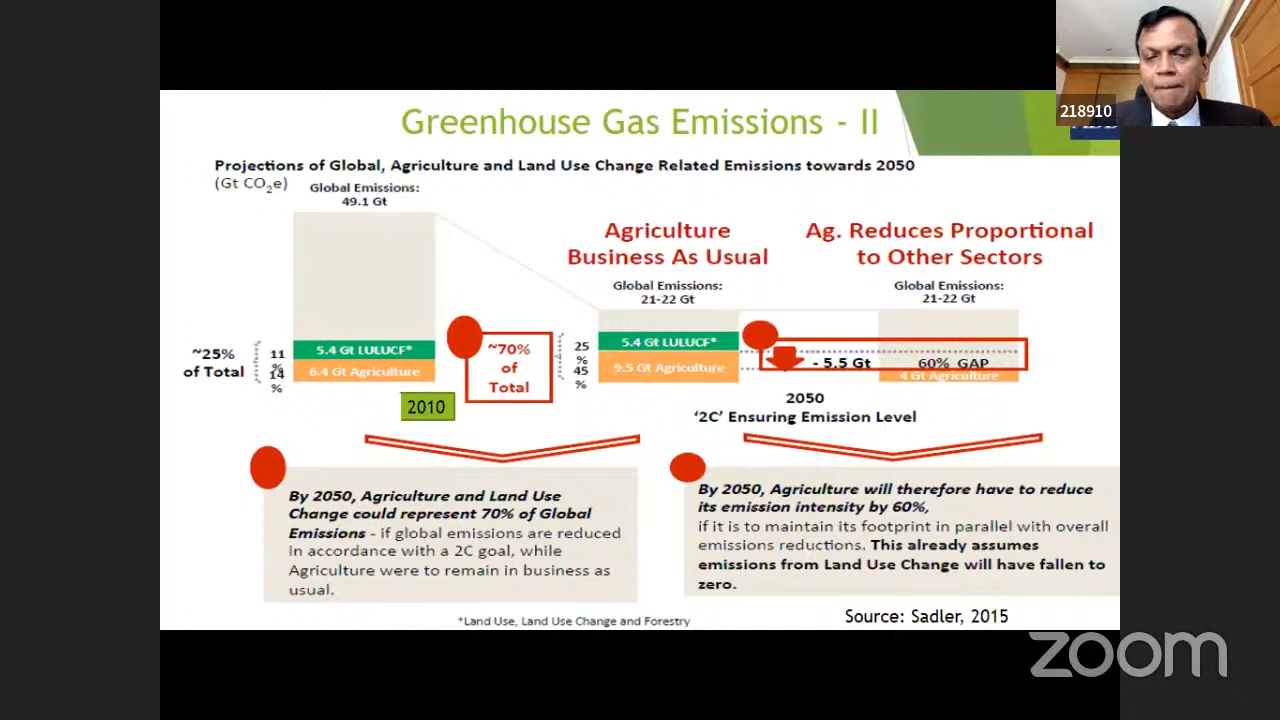 218910
Greenhouse Gas Emissions - II
Projections of Global, Agriculture and Land Use Change Related Emissions towards 2050
(Gt CO2e)
Global Emissions:
49.1 Gt
Agriculture
Business As Usual
Ag. Reduces Proportional
to Other Sectors
Global Emissions:
21-22 Gt
Global Emissions:
21-22 Gt
~25%
of Total
11
%
14
%
5.4 Gt LULUCF*
6.4 Gt Agriculture
~70%
of
Total
25
%
45
%
5.4 Gt LULUCF*
9.5 Gt Agriculture
- 5.5 Gt
60% GAP
4 Gt Agriculture
2010
2050
‘2C’ Ensuring Emission Level
By 2050, Agriculture and Land Use
Change could represent 70% of Global
Emissions - if global emissions are reduced
in accordance with a 2C goal, while
Agriculture were to remain in business as
usual.
By 2050, Agriculture will therefore have to reduce
its emission intensity by 60%,
if it is to maintain its footprint in parallel with overall
emissions reductions. This already assumes
emissions from Land Use Change will have fallen to
zero.
*Land Use, Land Use Change and Forestry
Source: Sadler, 2015
zoom